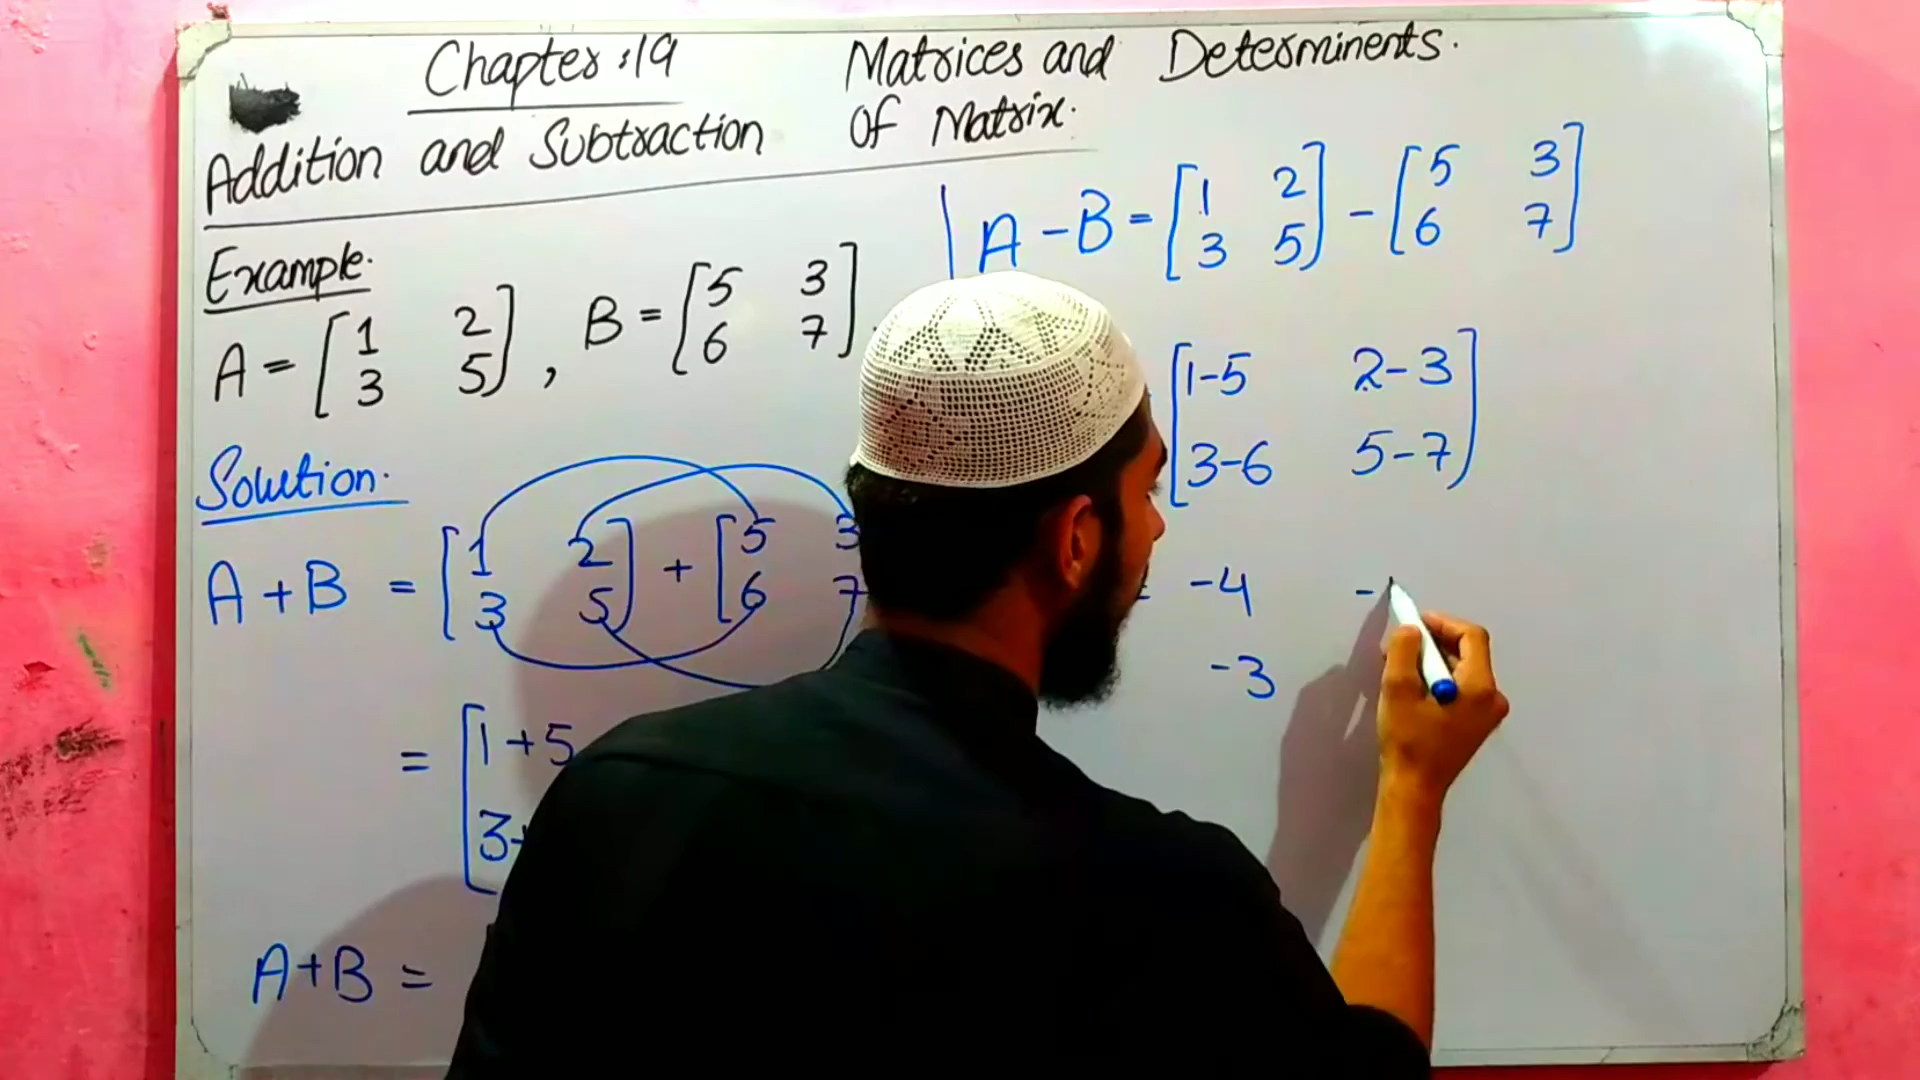 Chapter :19 Matrices and Determinents.
Addition and Subtraction Of Matrix.
Example.
A = [1 2
3 5] , B = [5 3
6 7].
Solution.
A + B = [1 2
3 5] + [5 3
6 7
= [1+5
3+
A+B =
A - B = [1 2
3 5] - [5 3
6 7]
[1-5 2-3
3-6 5-7]
= -4 -
-3